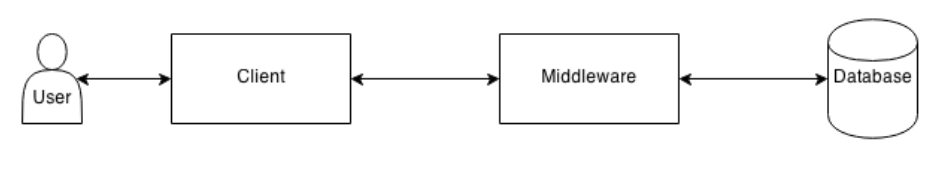 User
Client
Middleware
Database